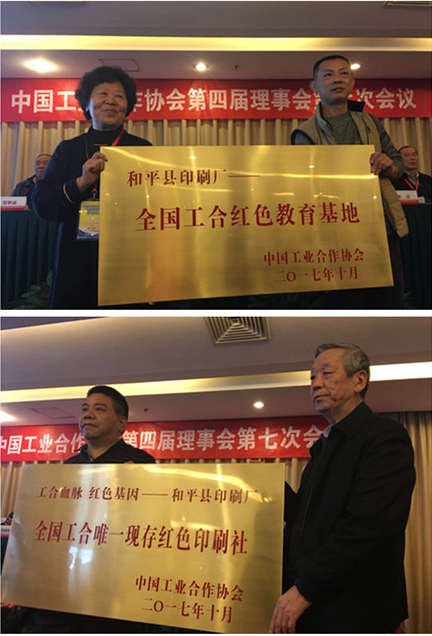 中国工 作协会第四届理事会第 次会议
和平县印刷厂——
全国工合红色教育基地
中国工业合作协会
二〇一七年十月
中国工业合 第四届理事会第七次会
工合血脉 红色基因——和平县印刷厂
全国工合唯一现存红色印刷社
中国工业合作协会
二〇一七年十月